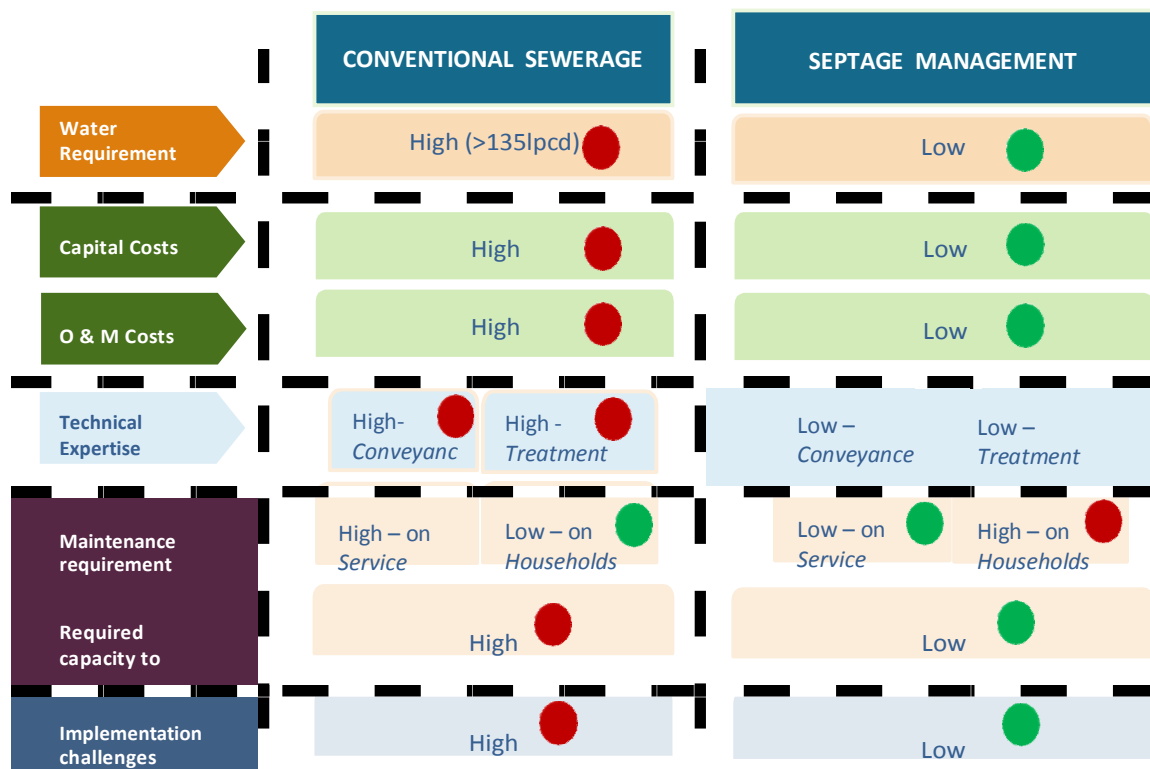 CONVENTIONAL SEWERAGE
SEPTAGE MANAGEMENT
Water
Requirement
High (>135lpcd)
Low
Capital Costs
High
Low
O & M Costs
High
Low
Technical
Expertise
High-
Conveyanc
High -
Treatment
Low –
Conveyance
Low –
Treatment
Maintenance
requirement
High – on
Service
Low – on
Households
Low – on
Service
High – on
Households
Required
capacity to
High
Low
Implementation
challenges
High
Low